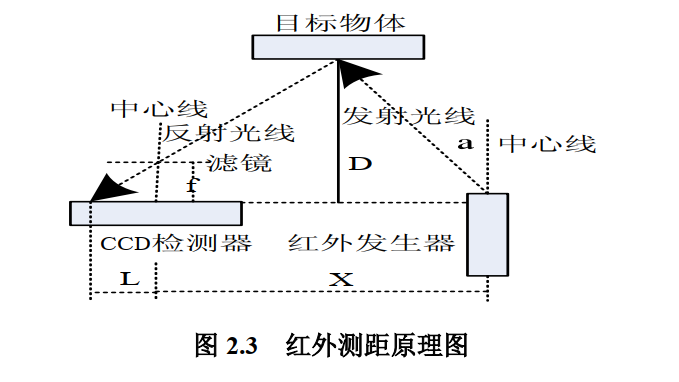 目标物体
中心线
反射光线
发射光线
a
中心线
滤镜
D
f
CCD检测器
红外发生器
L
X
图 2.3 红外测距原理图